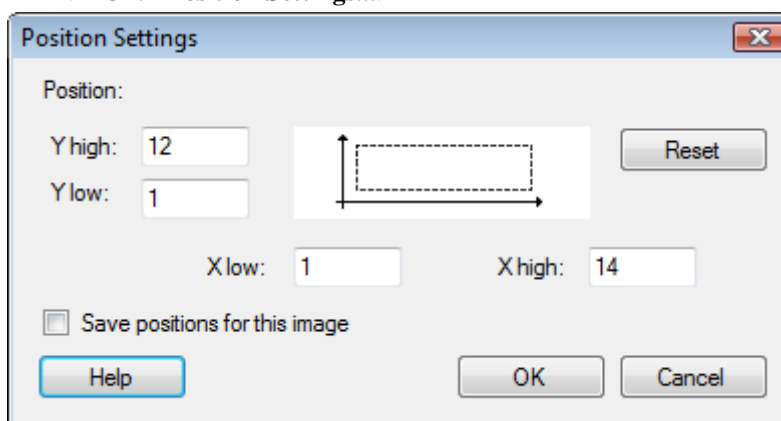 Position Settings
Position:
Y high: 12
Reset
Y low: 1
X low: 1 X high: 14
Save positions for this image
Help OK Cancel